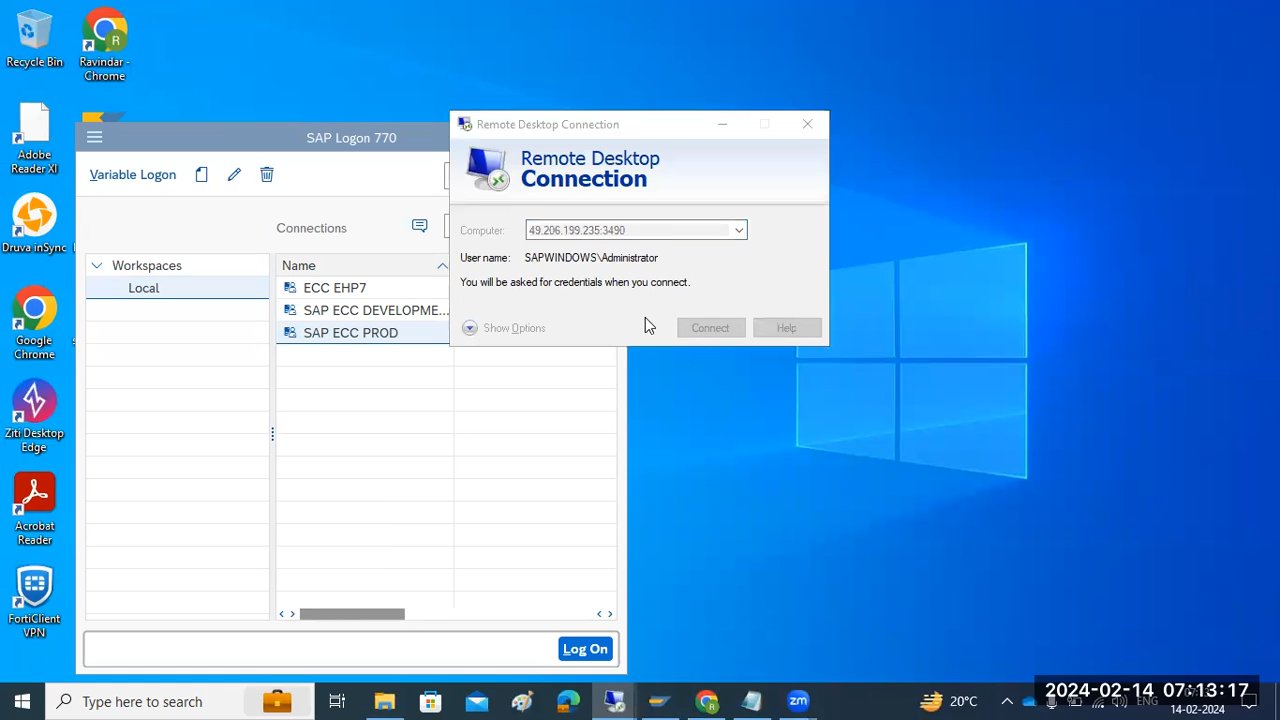 Recycle Bin
Ravindar -
Chrome
Adobe
Reader XI
Druva inSync
Google
Chrome
Ziti Desktop
Edge
Acrobat
Reader
FortiClient
VPN
SAP Logon 770
Variable Logon
Connections
Workspaces
Local
Name
ECC EHP7
SAP ECC DEVELOPME...
SAP ECC PROD
Log On
Remote Desktop Connection
Remote Desktop
Connection
Computer:
49.206.199.235:3490
User name:
SAPWINDOWS\Administrator
You will be asked for credentials when you connect.
Show Options
Connect
Help
Type here to search
20°C
ENG
2024-02-14 07:13:17
14-02-2024